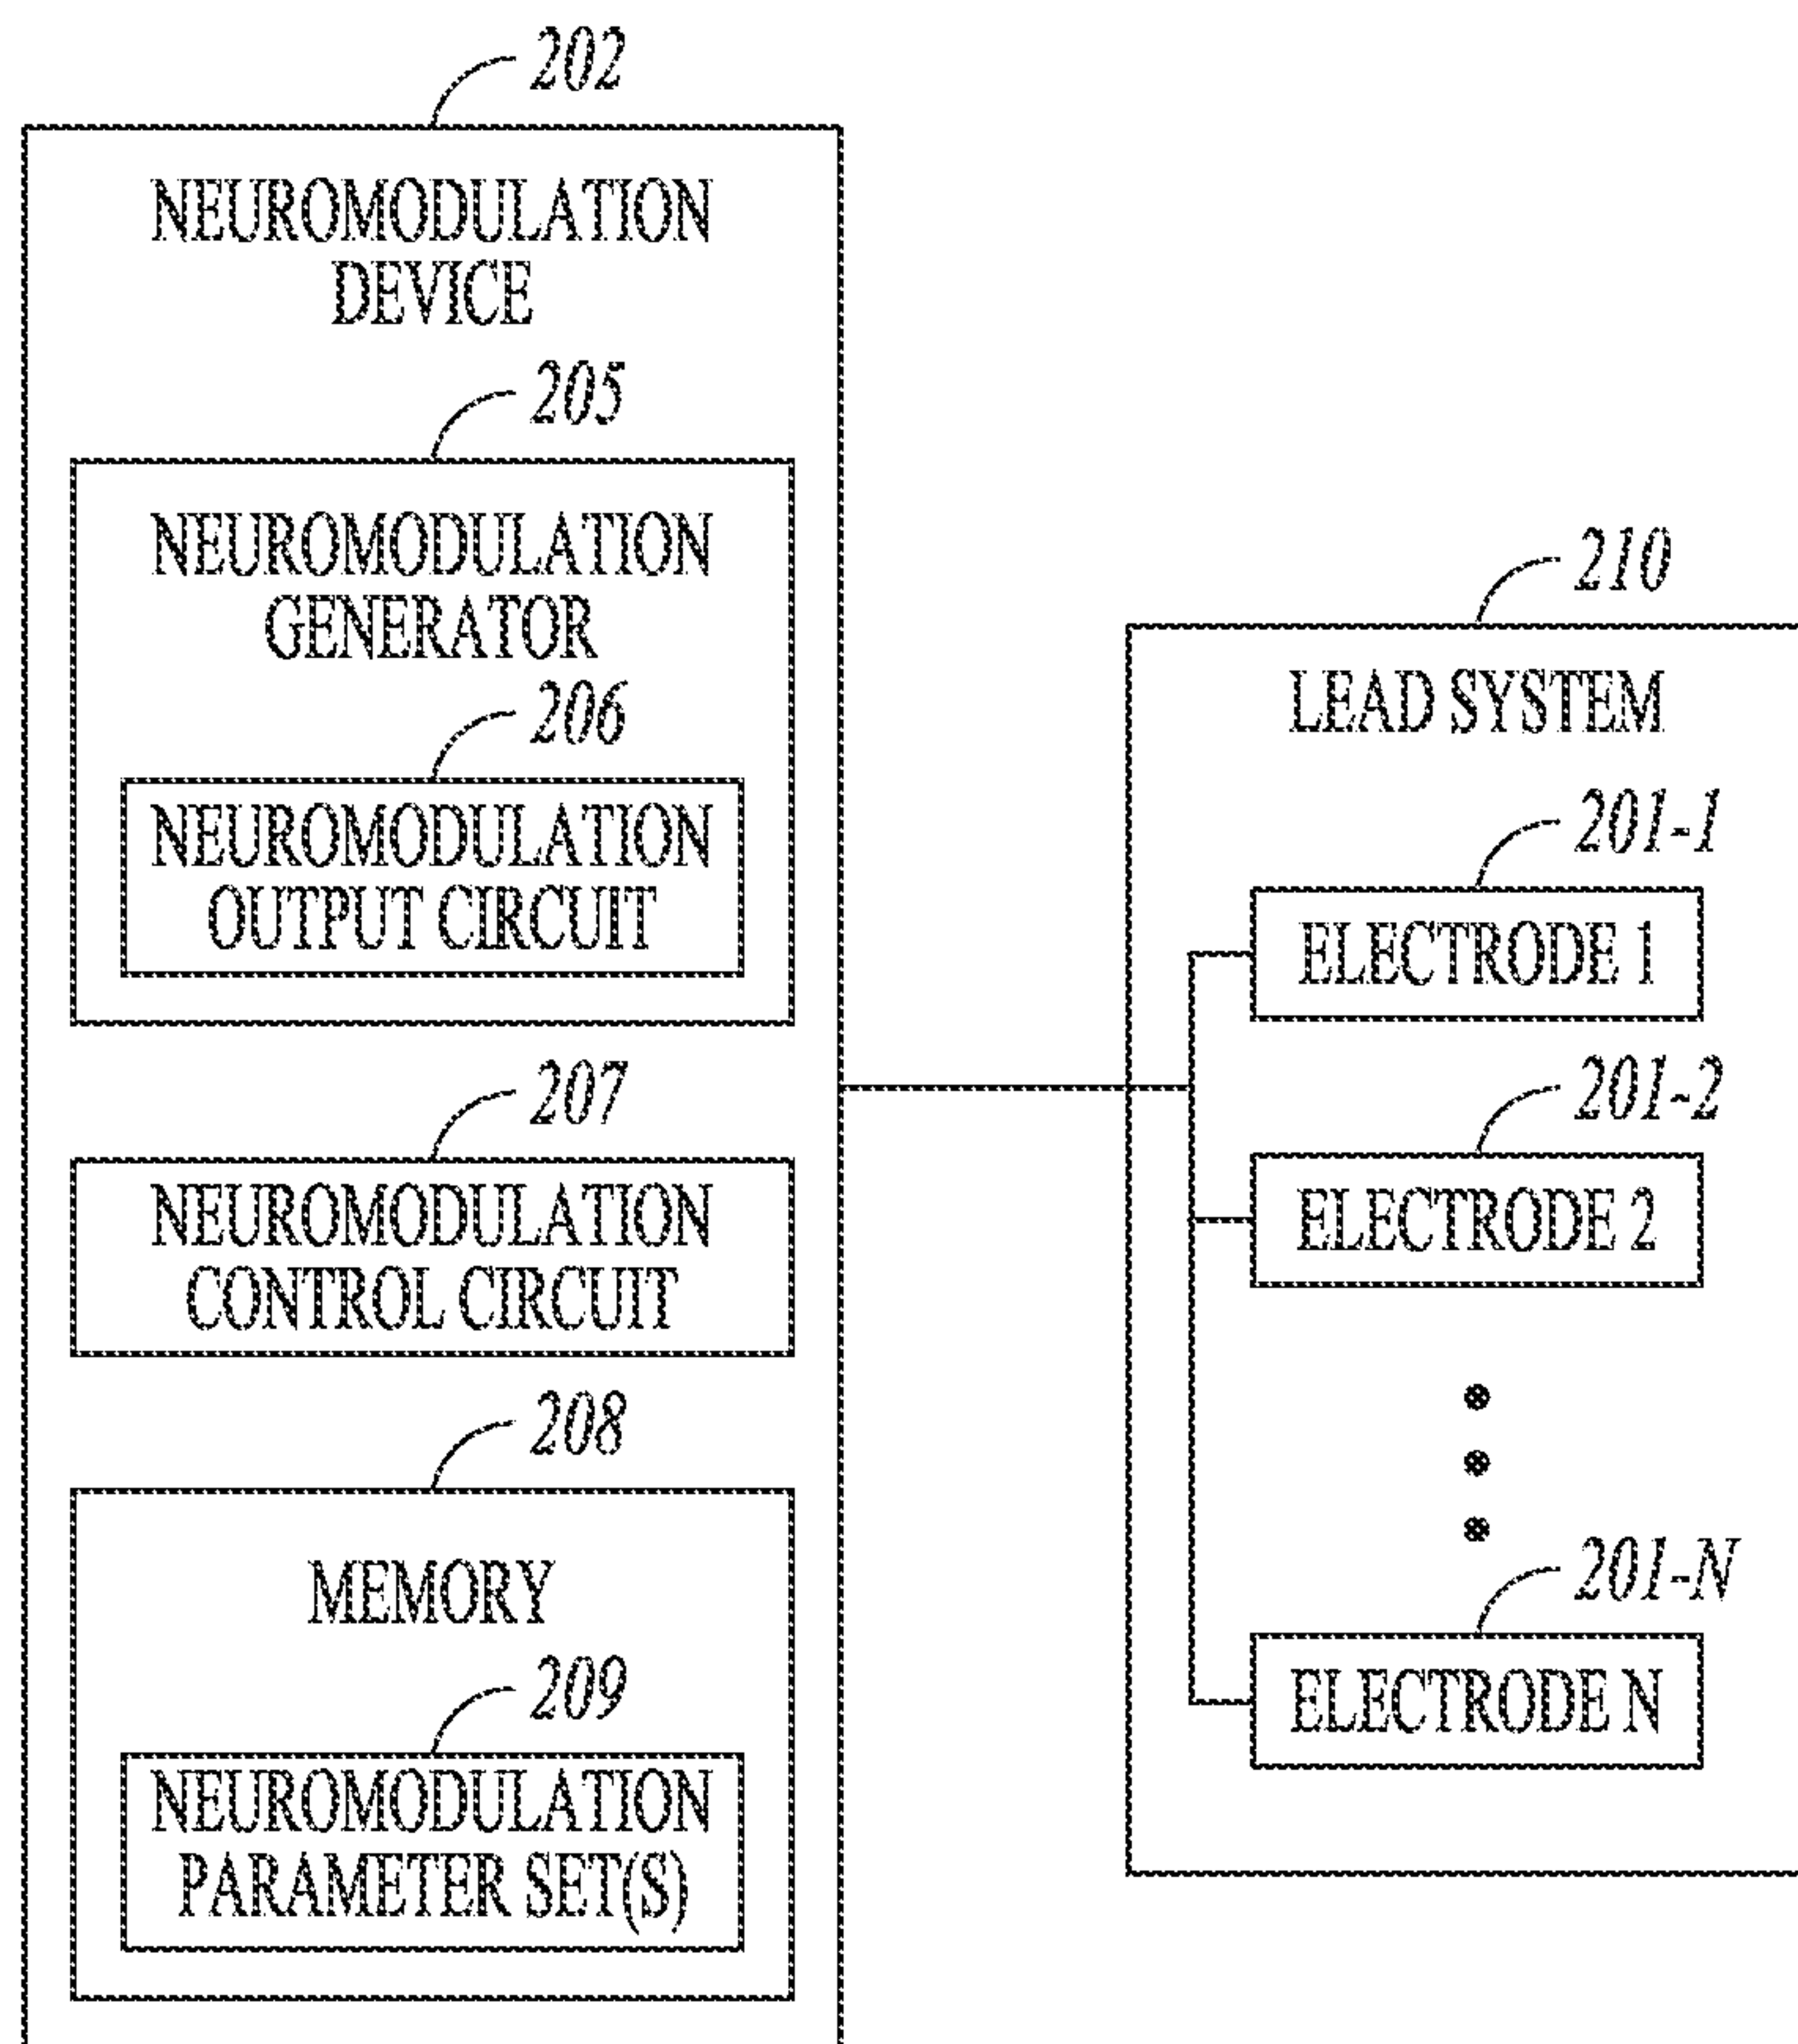 202
NEUROMODULATION
DEVICE
205
NEUROMODULATION
GENERATOR
206
NEUROMODULATION
OUTPUT CIRCUIT
207
NEUROMODULATION
CONTROL CIRCUIT
208
MEMORY
209
NEUROMODULATION
PARAMETER SET(S)
210
LEAD SYSTEM
201-1
ELECTRODE 1
201-2
ELECTRODE 2
201-N
ELECTRODE N